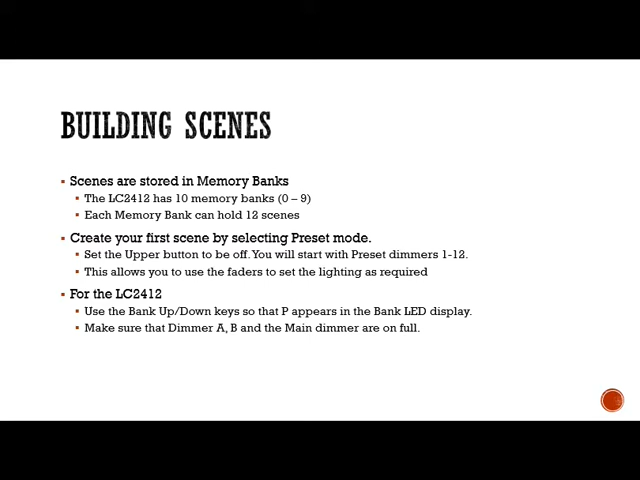 BUILDING SCENES
▪ Scenes are stored in Memory Banks
▪ The LC2412 has 10 memory banks (0 – 9)
▪ Each Memory Bank can hold 12 scenes
▪ Create your first scene by selecting Preset mode.
▪ Set the Upper button to be off. You will start with Preset dimmers 1-12.
▪ This allows you to use the faders to set the lighting as required
▪ For the LC2412
▪ Use the Bank Up/Down keys so that P appears in the Bank LED display.
▪ Make sure that Dimmer A, B and the Main dimmer are on full.